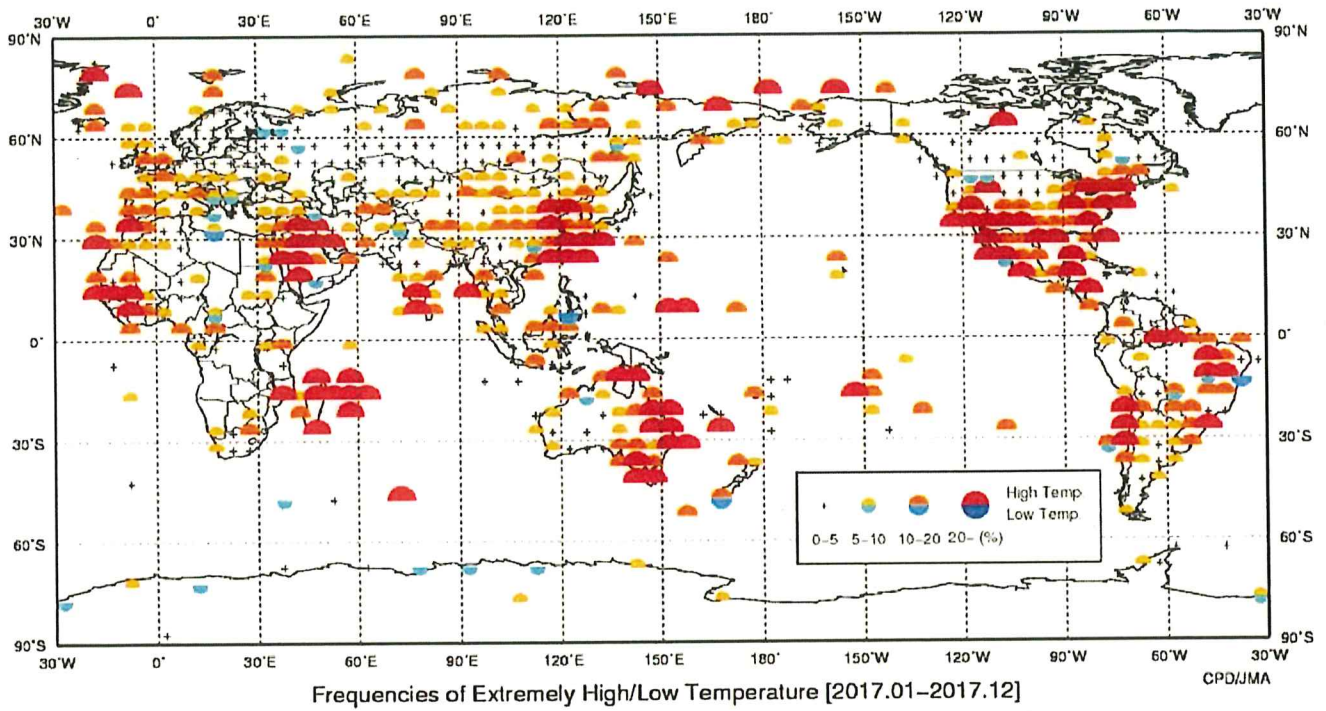 30˚W 0˚ 30˚E 60˚E 90˚E 120˚E 150˚E 180˚ 150˚W 120˚W 90˚W 60˚W 30˚W
90˚N 90˚N
60˚N 60˚N
30˚N 30˚N
0˚ 0˚
30˚S 30˚S
High Temp
Low Temp
0–5 5–10 10–20 20– (%)
60˚S 60˚S
90˚S 90˚S
30˚W 0˚ 30˚E 60˚E 90˚E 120˚E 150˚E 180˚ 150˚W 120˚W 90˚W 60˚W 30˚W
CPD/JMA
Frequencies of Extremely High/Low Temperature [2017.01–2017.12]